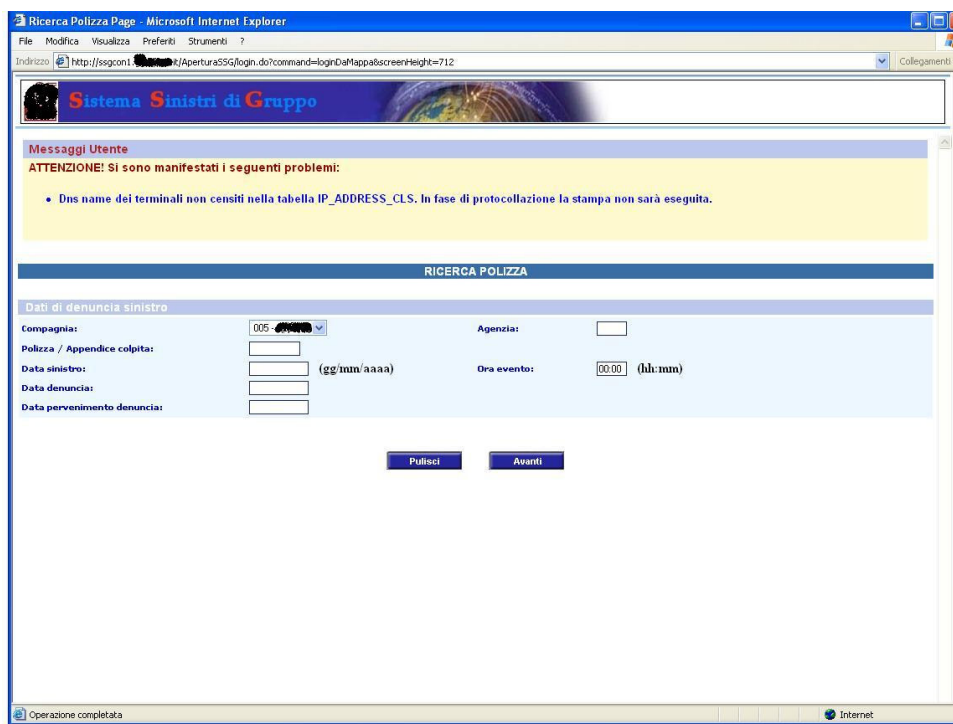 Ricerca Polizza Page - Microsoft Internet Explorer
File Modifica Visualizza Preferiti Strumenti ?
Indirizzo http://ssgcon1. it/AperturaSSG/login.do?command=loginDaMappa&screenHeight=712 Collegamenti
Sistema Sinistri di Gruppo
Messaggi Utente
ATTENZIONE! Si sono manifestati i seguenti problemi:
• Dns name dei terminali non censiti nella tabella IP_ADDRESS_CLS. In fase di protocollazione la stampa non sarà eseguita.
RICERCA POLIZZA
Dati di denuncia sinistro
Compagnia: 005 - Agenzia:
Polizza / Appendice colpita:
Data sinistro: (gg/mm/aaaa) Ora evento: 00:00 (hh:mm)
Data denuncia:
Data pervenimento denuncia:
Pulisci Avanti
Operazione completata Internet